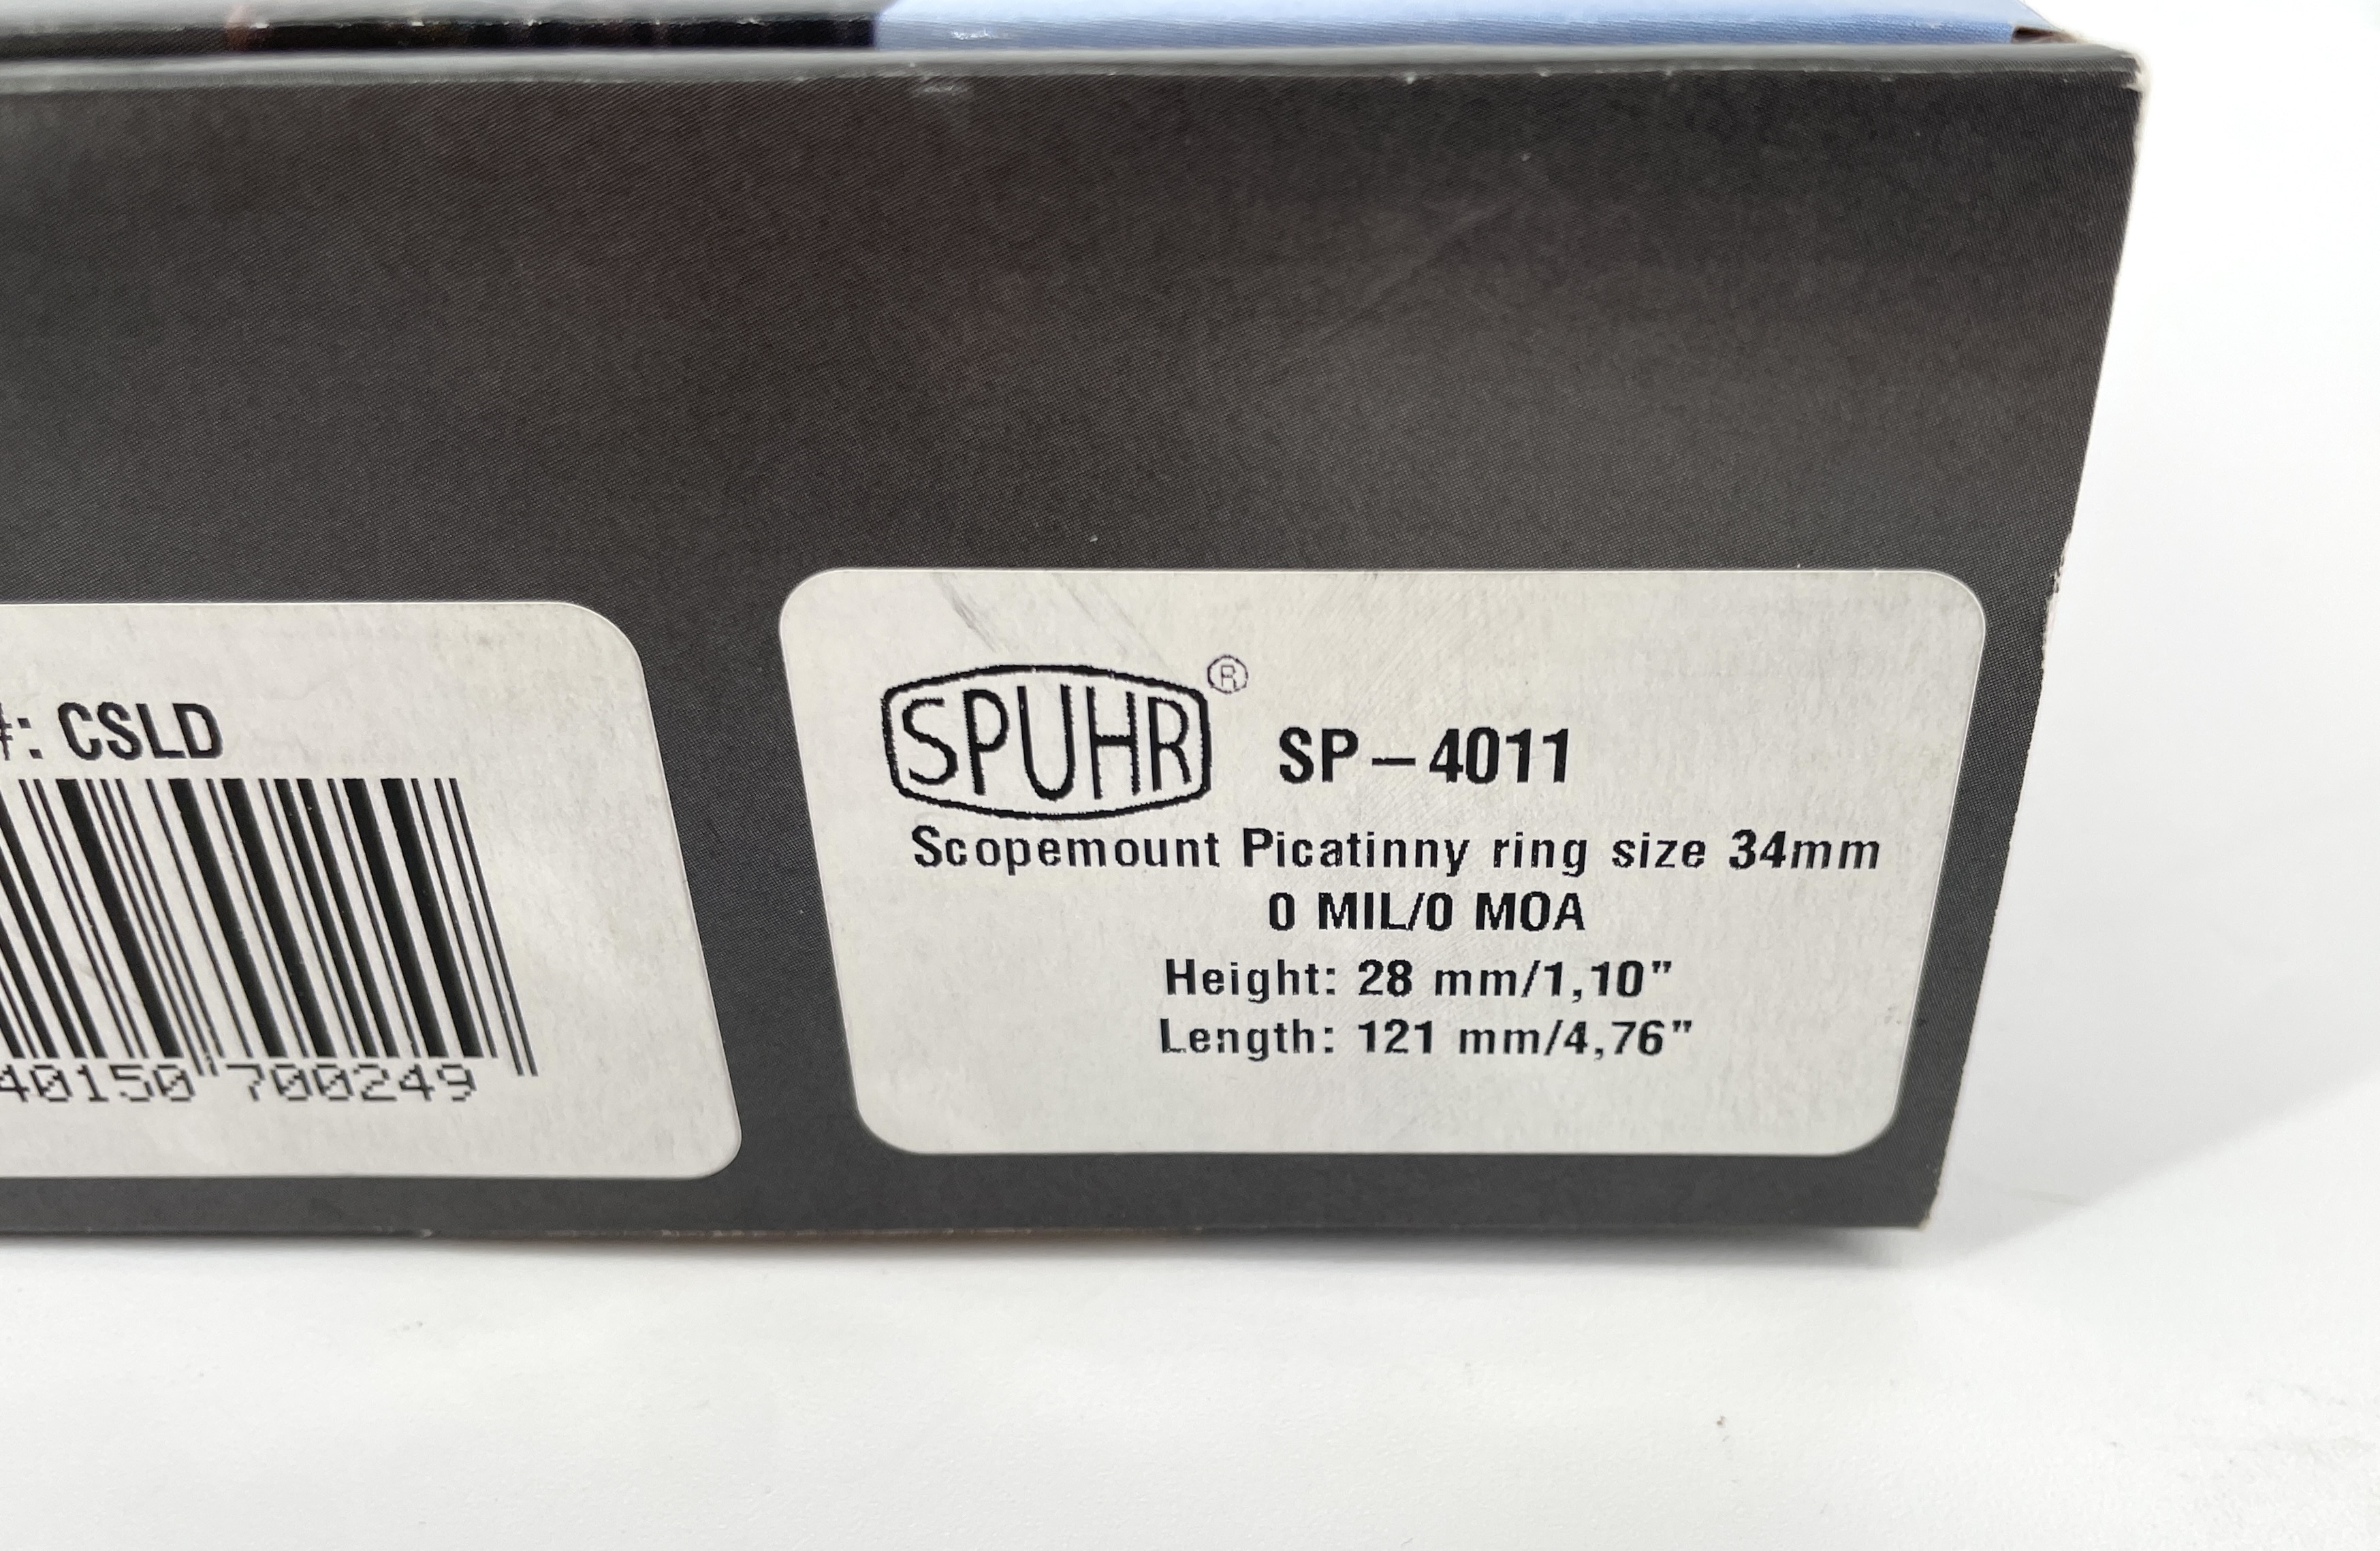 #: CSLD
40150 700249
SPUHR ® SP-4011
Scopemount Picatinny ring size 34mm
0 MIL/0 MOA
Height: 28 mm/1,10"
Length: 121 mm/4,76"